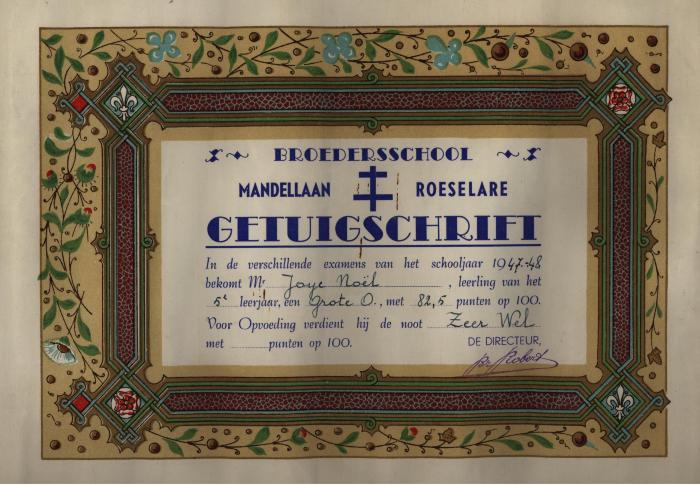 BROEDERSSCHOOL
MANDELLAAN ROESELARE
GETUIGSCHRIFT
In de verschillende examens van het schooljaar 1947-48
bekomt Mr Joye Noël, leerling van het
5e leerjaar, een Grote O., met 82,5 punten op 100.
Voor Opvoeding verdient hij de noot Zeer Wel
met punten op 100. DE DIRECTEUR,
Br. Robert